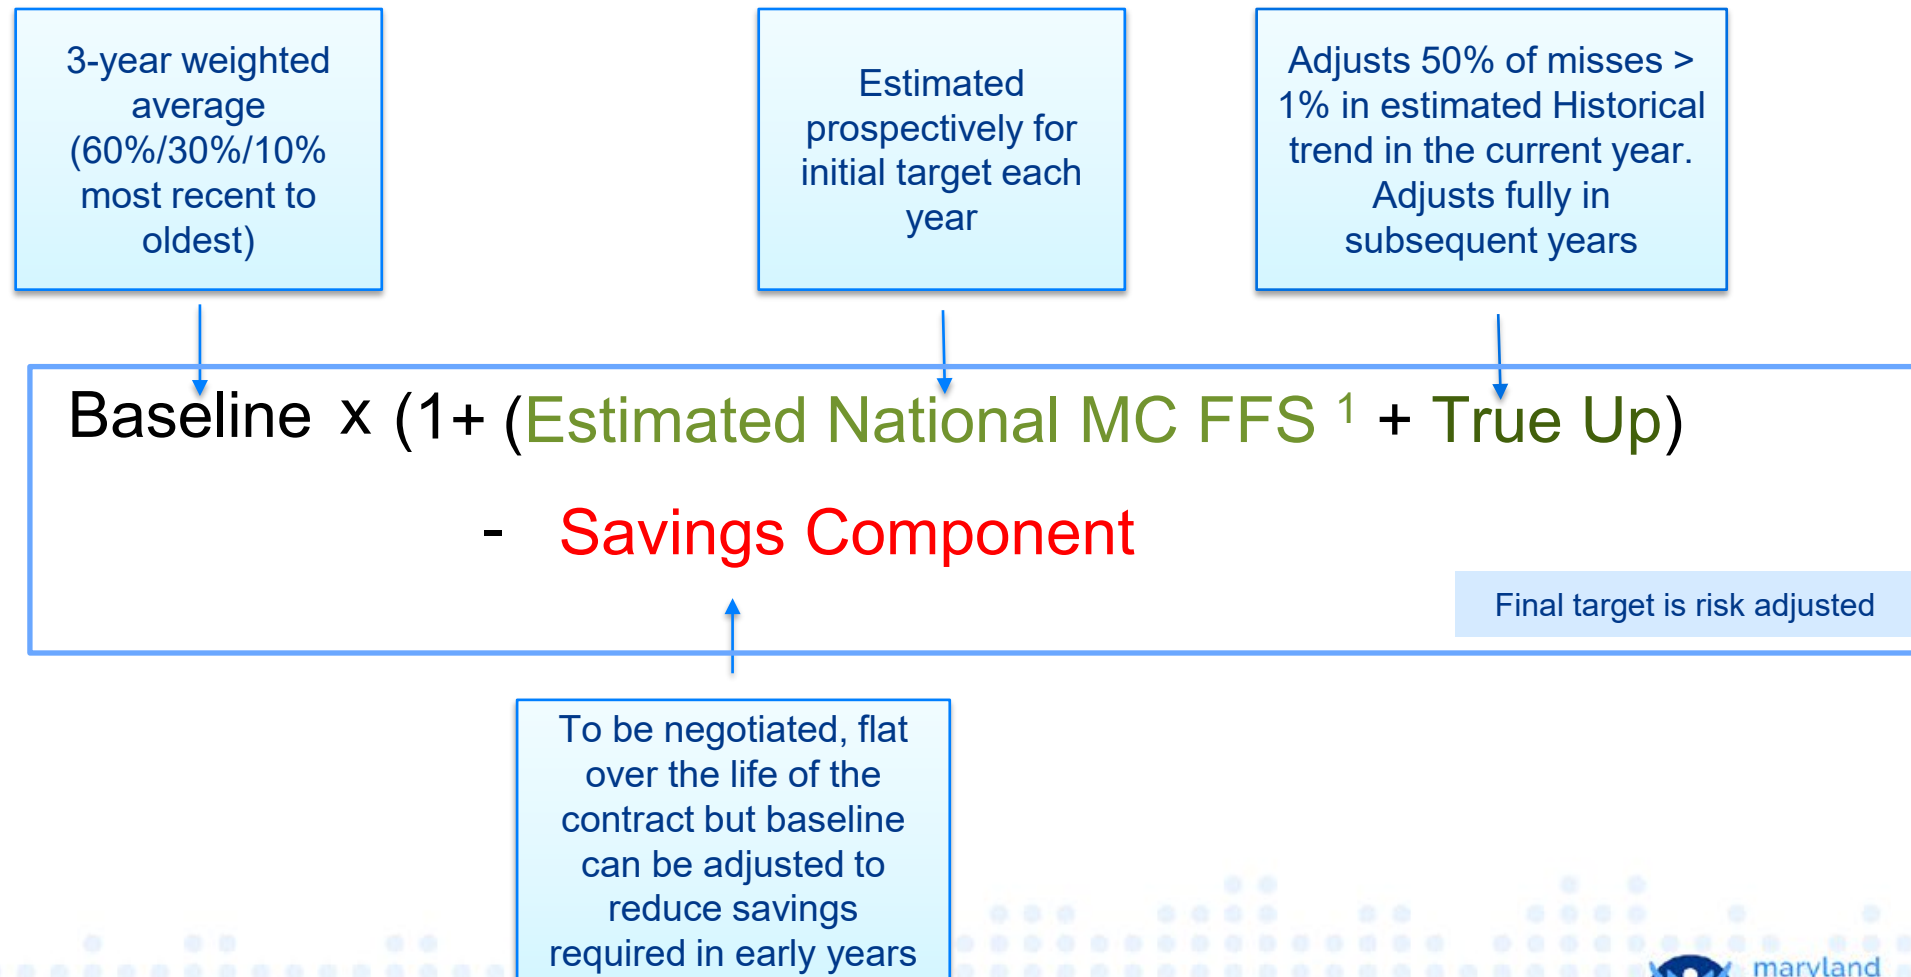 3-year weighted
average
(60%/30%/10%
most recent to
oldest)
Estimated
prospectively for
initial target each
year
Adjusts 50% of misses >
1% in estimated Historical
trend in the current year.
Adjusts fully in
subsequent years
Baseline x (1+ (Estimated National MC FFS 1 + True Up)
- Savings Component
Final target is risk adjusted
To be negotiated, flat
over the life of the
contract but baseline
can be adjusted to
reduce savings
required in early years
maryland